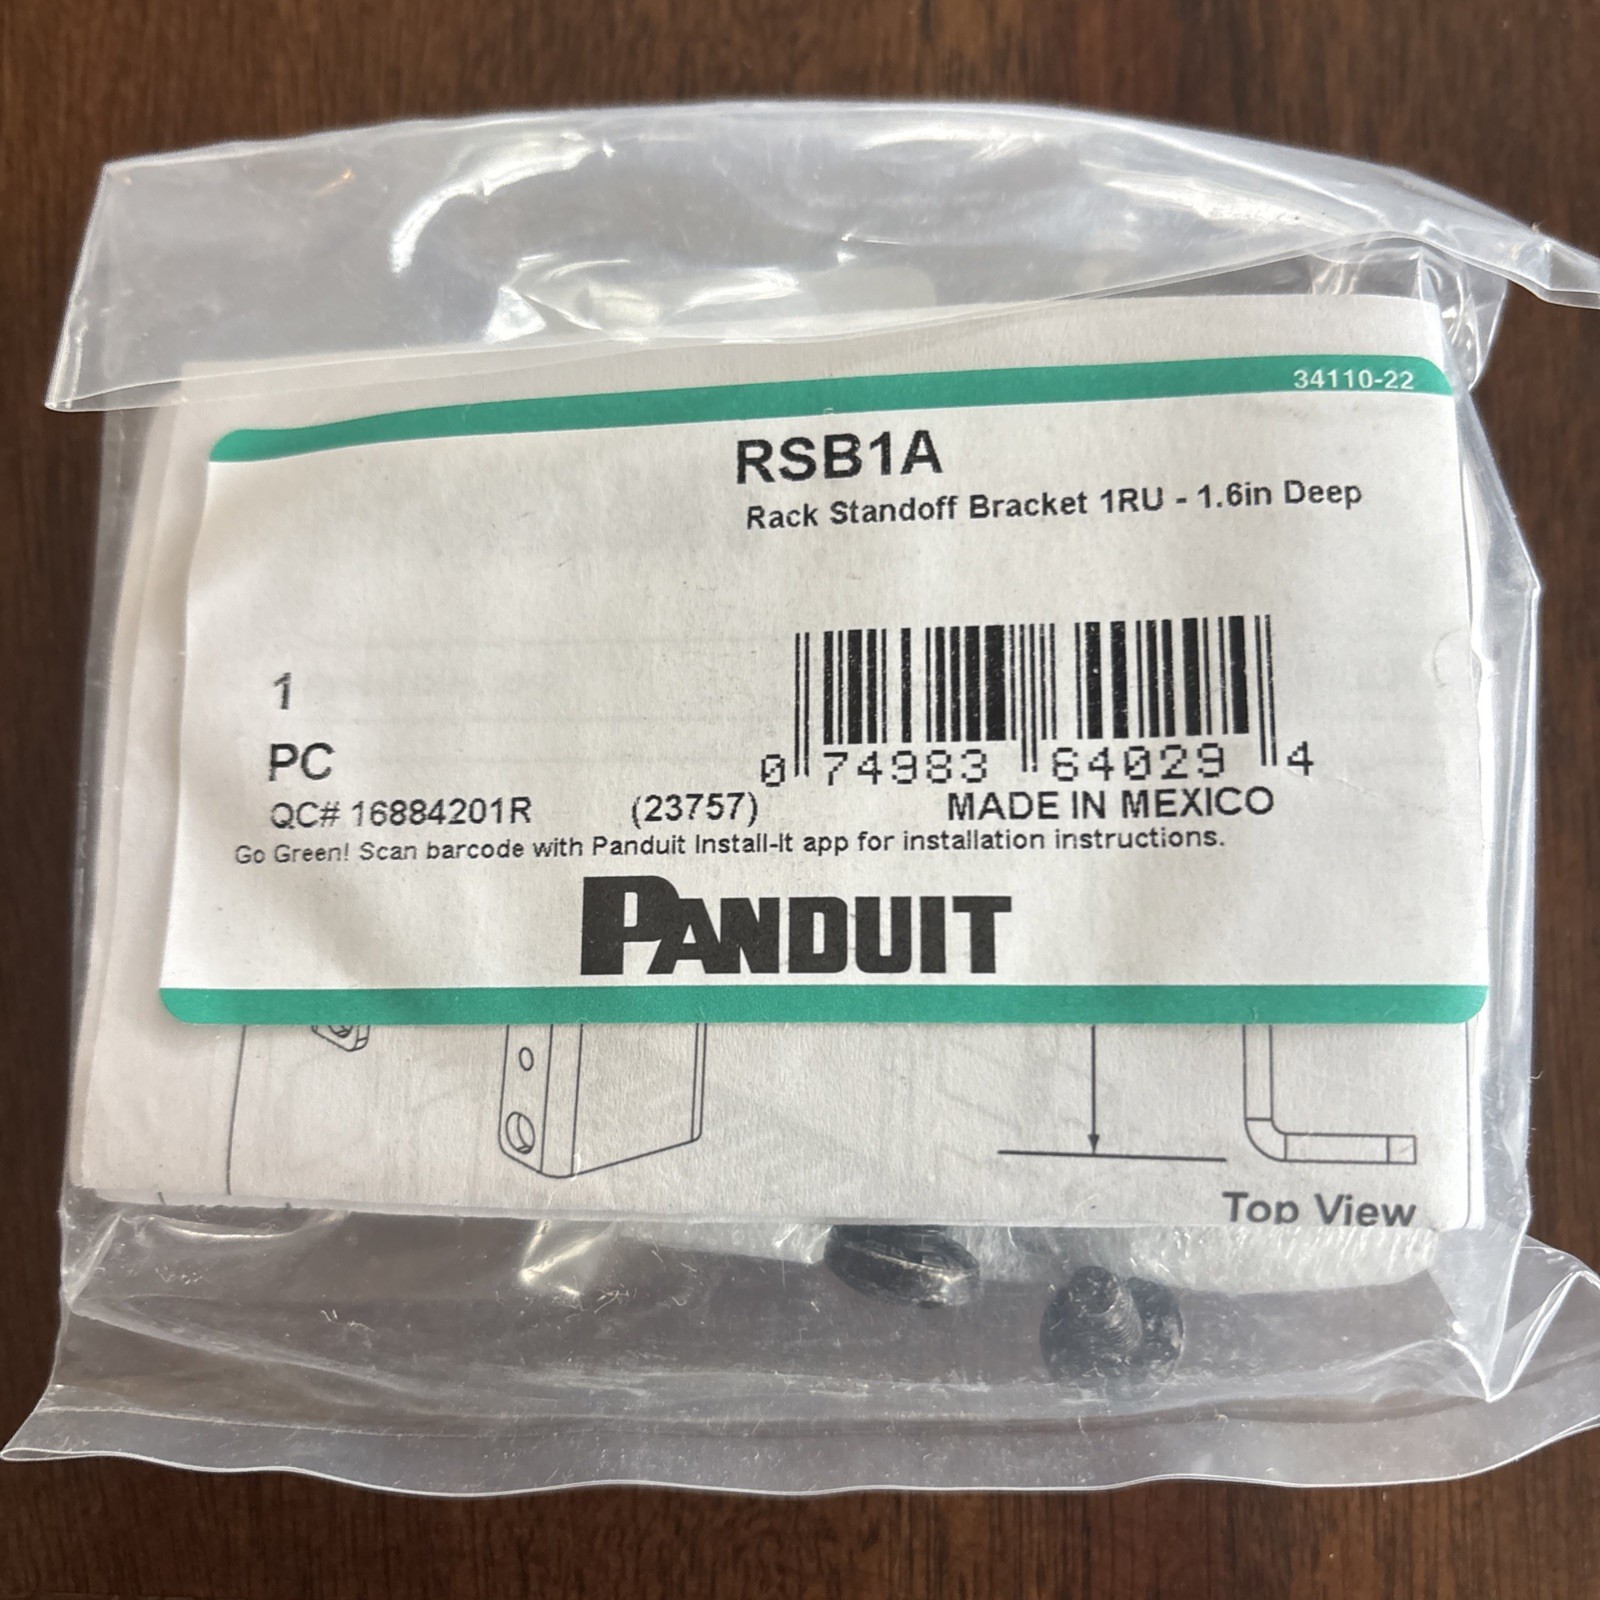 34110-22
RSB1A
Rack Standoff Bracket 1RU - 1.6in Deep
1
PC
0 74983 64029 4
QC# 16884201R (23757) MADE IN MEXICO
Go Green! Scan barcode with Panduit Install-It app for installation instructions.
PANDUIT
Top View